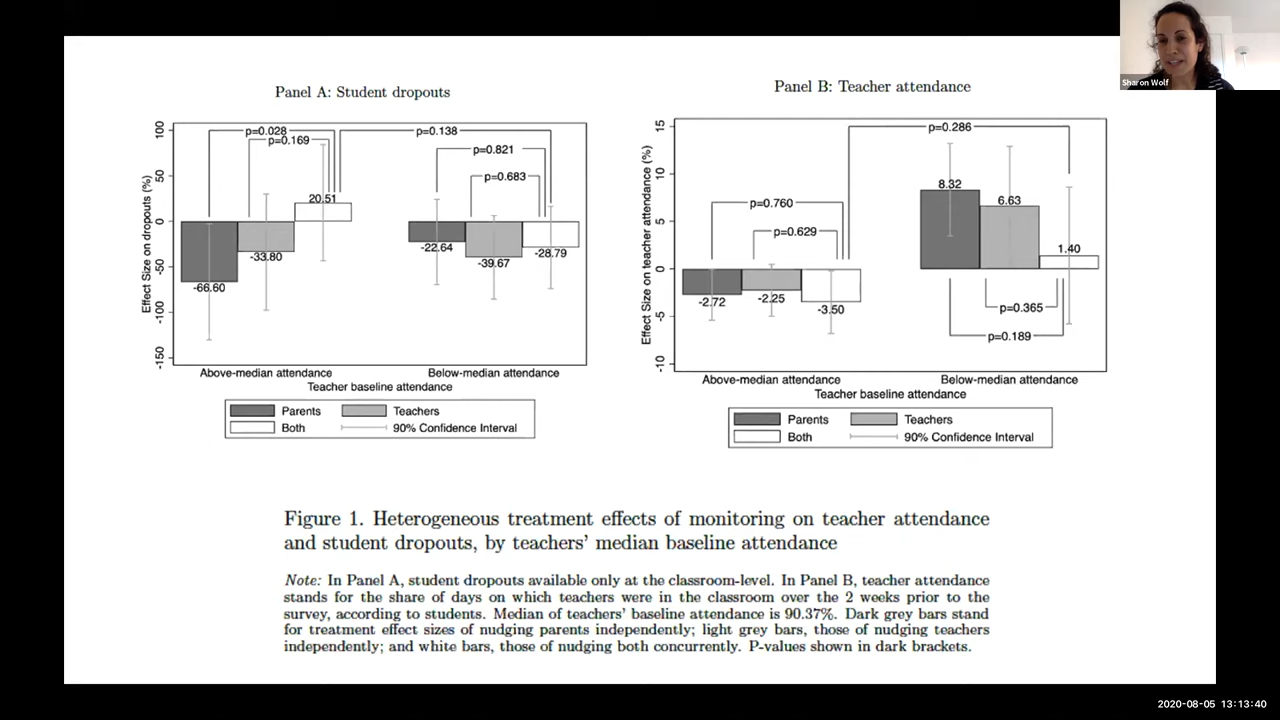 Sharon Wolf
Panel A: Student dropouts
Effect Size on dropouts (%)
100
50
0
-50
-100
-150
p=0.028
p=0.169
p=0.138
p=0.821
p=0.683
20.51
-66.60
-33.80
-22.64
-39.67
-28.79
Above-median attendance
Below-median attendance
Teacher baseline attendance
Parents
Teachers
Both
90% Confidence Interval
Panel B: Teacher attendance
Effect Size on teacher attendance (%)
15
10
5
0
-5
-10
p=0.286
p=0.760
p=0.629
8.32
6.63
1.40
-2.72
-2.25
-3.50
p=0.365
p=0.189
Above-median attendance
Below-median attendance
Teacher baseline attendance
Parents
Teachers
Both
90% Confidence Interval
Figure 1. Heterogeneous treatment effects of monitoring on teacher attendance
and student dropouts, by teachers' median baseline attendance
Note: In Panel A, student dropouts available only at the classroom-level. In Panel B, teacher attendance
stands for the share of days on which teachers were in the classroom over the 2 weeks prior to the
survey, according to students. Median of teachers' baseline attendance is 90.37%. Dark grey bars stand
for treatment effect sizes of nudging parents independently; light grey bars, those of nudging teachers
independently; and white bars, those of nudging both concurrently. P-values shown in dark brackets.
2020-08-05 13:13:40